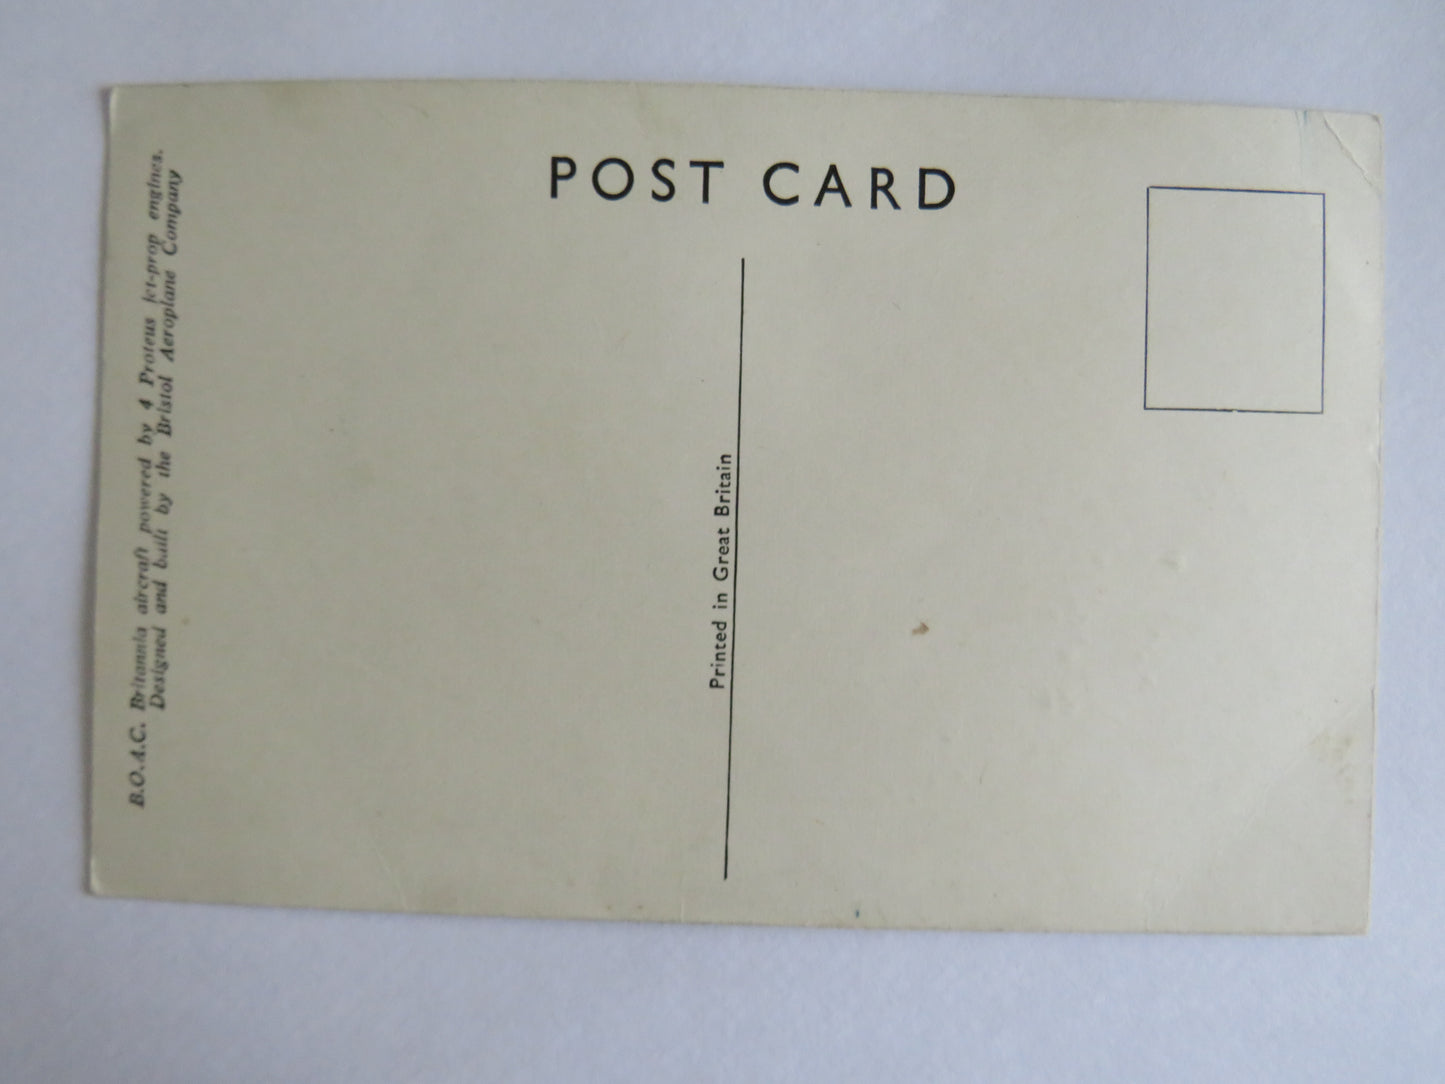 POST CARD
B.O.A.C. Britannia aircraft powered by 4 Proteus jet-prop engines.
Designed and built by the Bristol Aeroplane Company
Printed in Great Britain